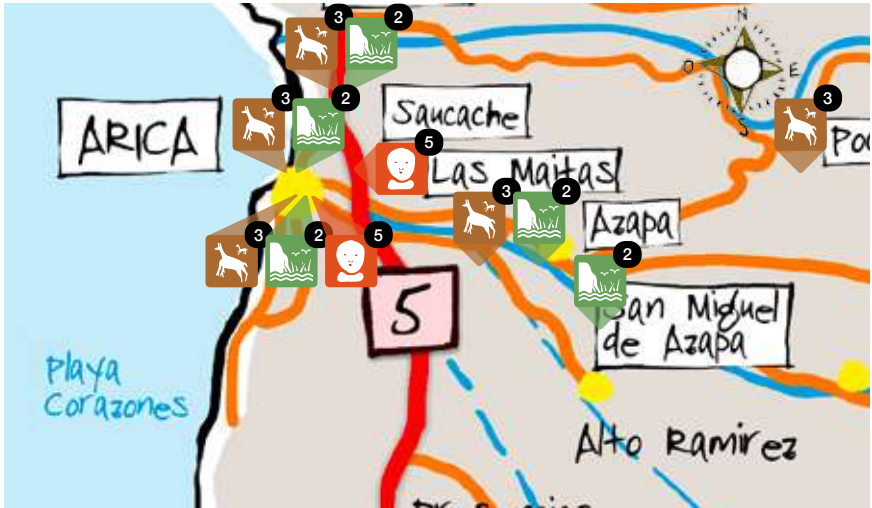 3
2
N
O
E
S
3
2
3
ARICA
Saucache
5
Las Maitas
3
2
Azapa
3
2
5
2
5
San Miguel
de Azapa
Playa
Corazones
Alto Ramirez